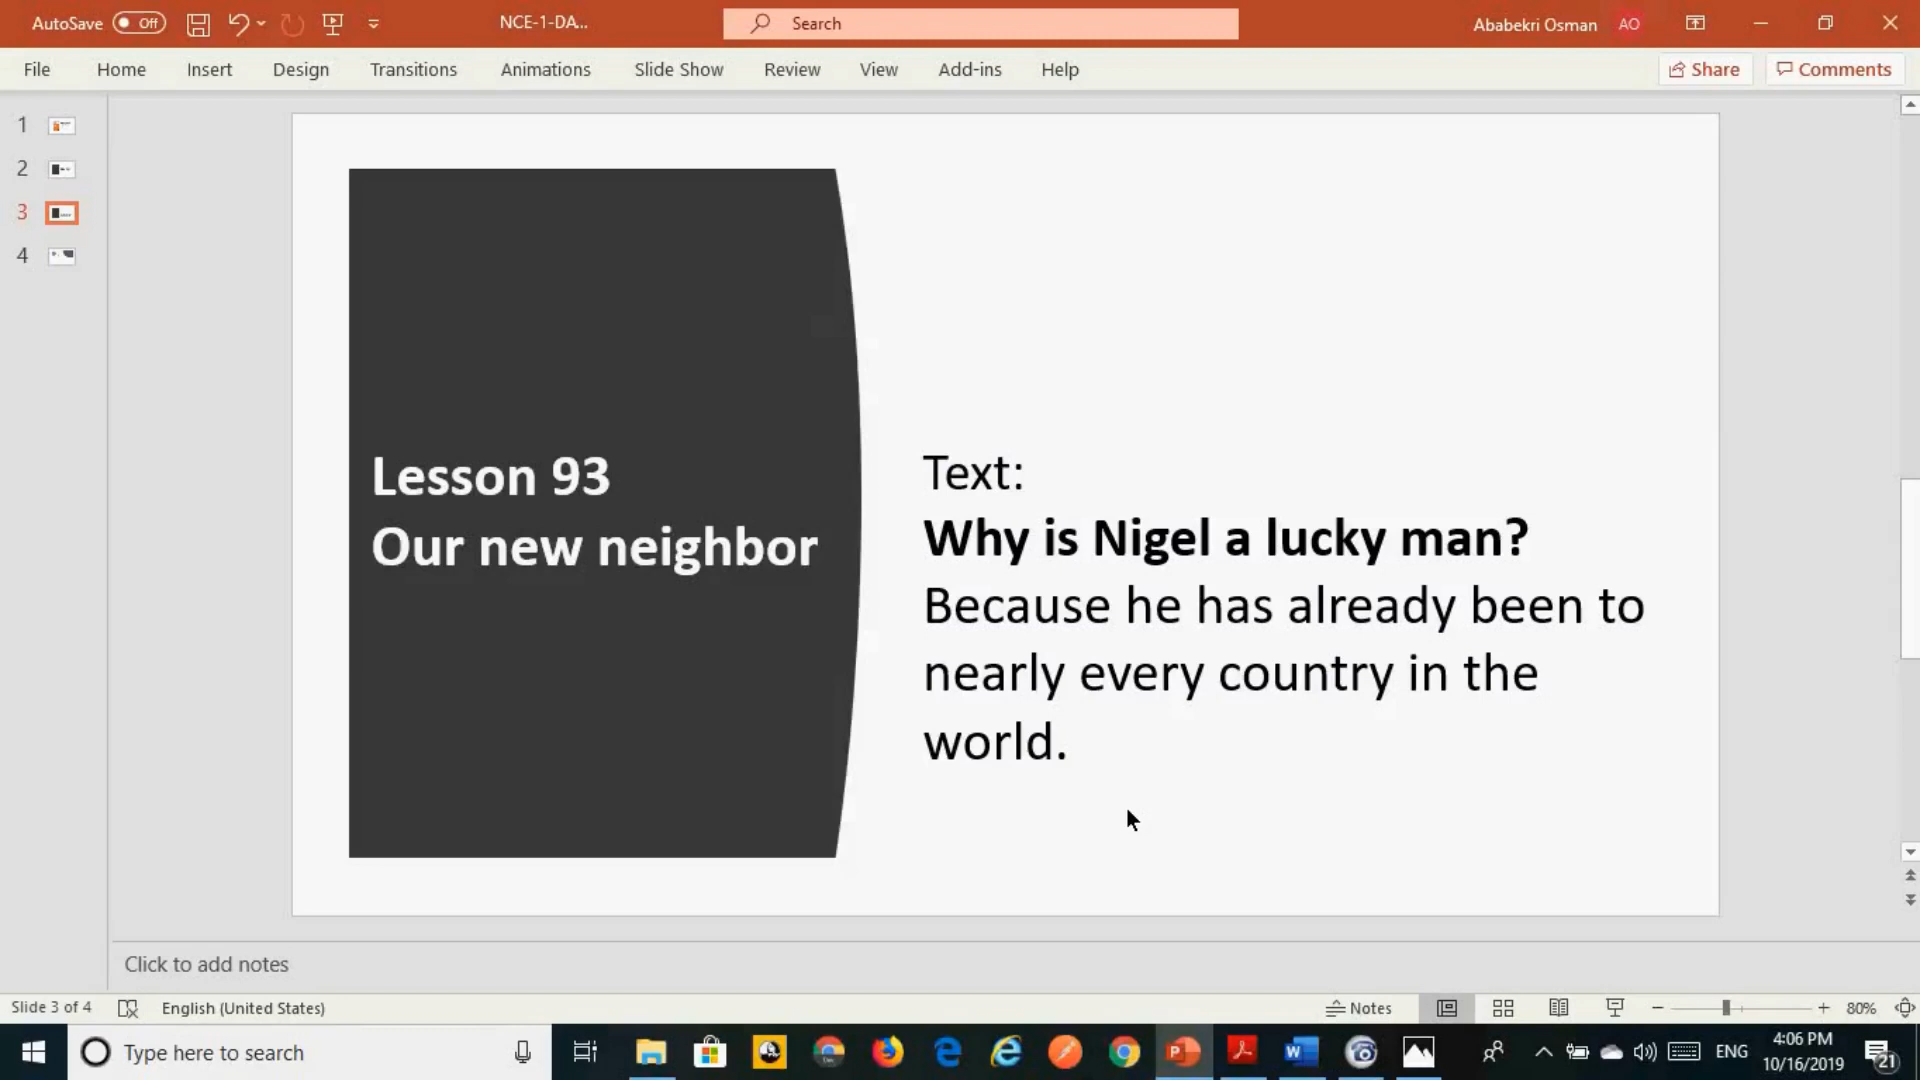 AutoSave Off NCE-1-DA... Search Ababekri Osman AO
File Home Insert Design Transitions Animations Slide Show Review View Add-ins Help Share Comments
1
2
3
4
Lesson 93
Our new neighbor
Text:
Why is Nigel a lucky man?
Because he has already been to
nearly every country in the
world.
Click to add notes
Slide 3 of 4 English (United States) Notes 80%
Type here to search ENG 4:06 PM
10/16/2019 21